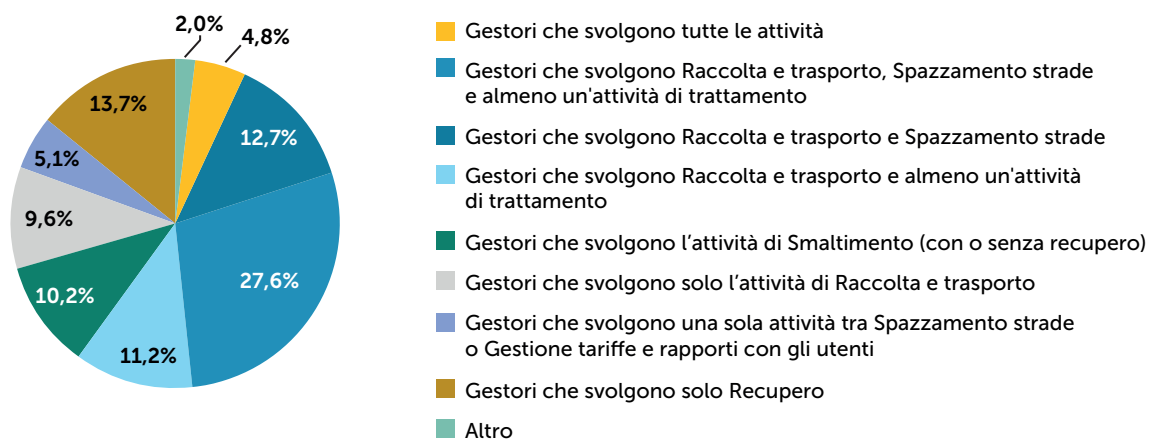 2,0%
4,8%
13,7%
12,7%
5,1%
9,6%
27,6%
10,2%
11,2%
Gestori che svolgono tutte le attività
Gestori che svolgono Raccolta e trasporto, Spazzamento strade
e almeno un'attività di trattamento
Gestori che svolgono Raccolta e trasporto e Spazzamento strade
Gestori che svolgono Raccolta e trasporto e almeno un'attività
di trattamento
Gestori che svolgono l’attività di Smaltimento (con o senza recupero)
Gestori che svolgono solo l’attività di Raccolta e trasporto
Gestori che svolgono una sola attività tra Spazzamento strade
o Gestione tariffe e rapporti con gli utenti
Gestori che svolgono solo Recupero
Altro